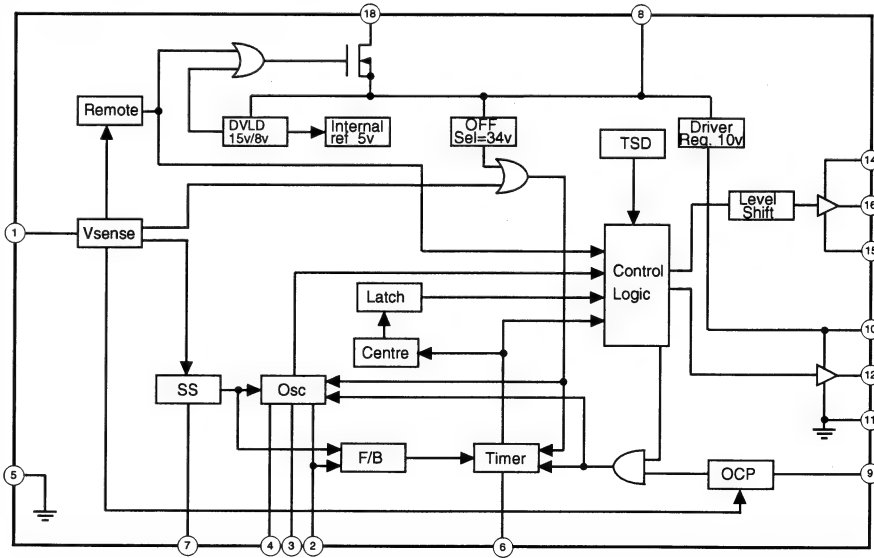 18
8
Remote
DVLD
15v/8v
Internal
ref 5v
OFF
Sel=34v
Driver
Reg. 10v
TSD
14
Level
Shift
16
1
Vsense
15
Control
Logic
Latch
10
Centre
12
SS
Osc
11
F/B
Timer
OCP
9
5
7
4
3
2
6